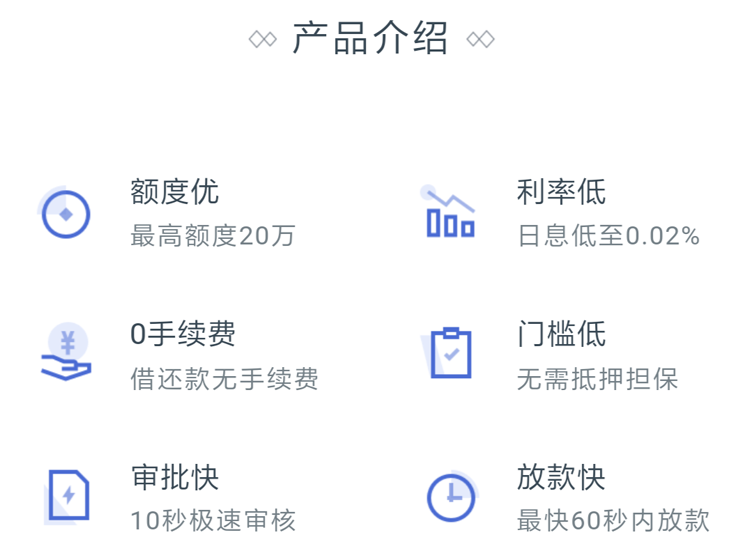 产品介绍
额度优
最高额度20万
利率低
日息低至0.02%
0手续费
借还款无手续费
门槛低
无需抵押担保
审批快
10秒极速审核
放款快
最快60秒内放款